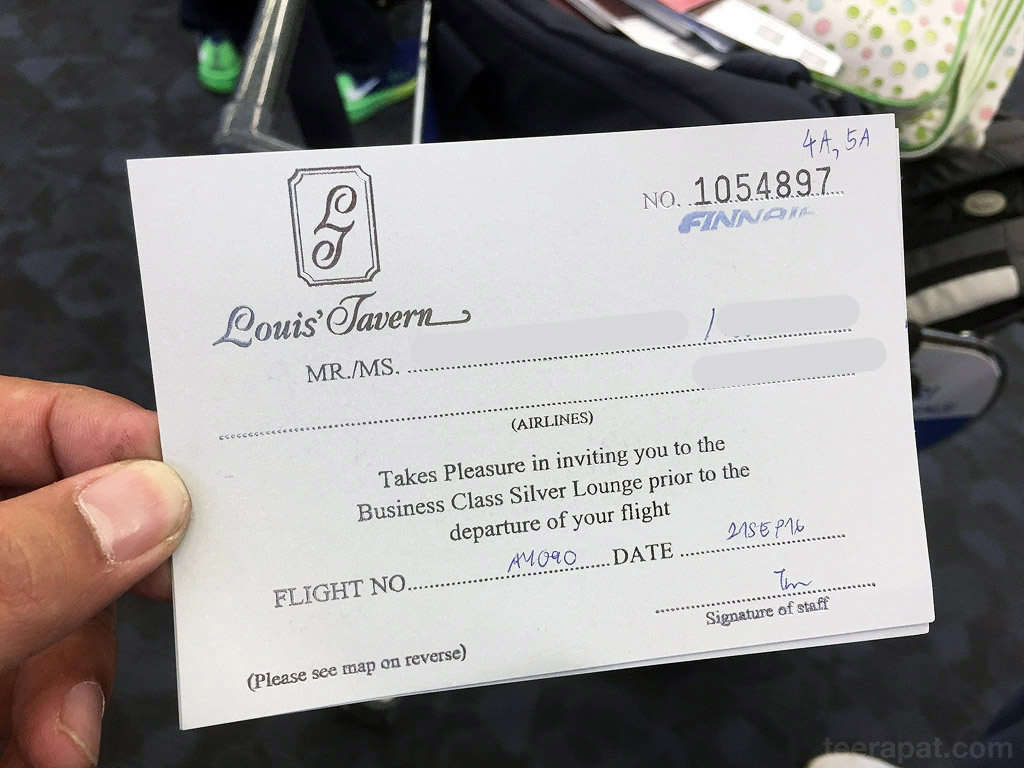 4A, 5A
NO. 1054897
FINNAIR
LT
Louis' Tavern
MR./MS. /
(AIRLINES)
Takes Pleasure in inviting you to the
Business Class Silver Lounge prior to the
departure of your flight
FLIGHT NO. AY090 DATE 21SEP16
Signature of staff
(Please see map on reverse)
teerapat.com